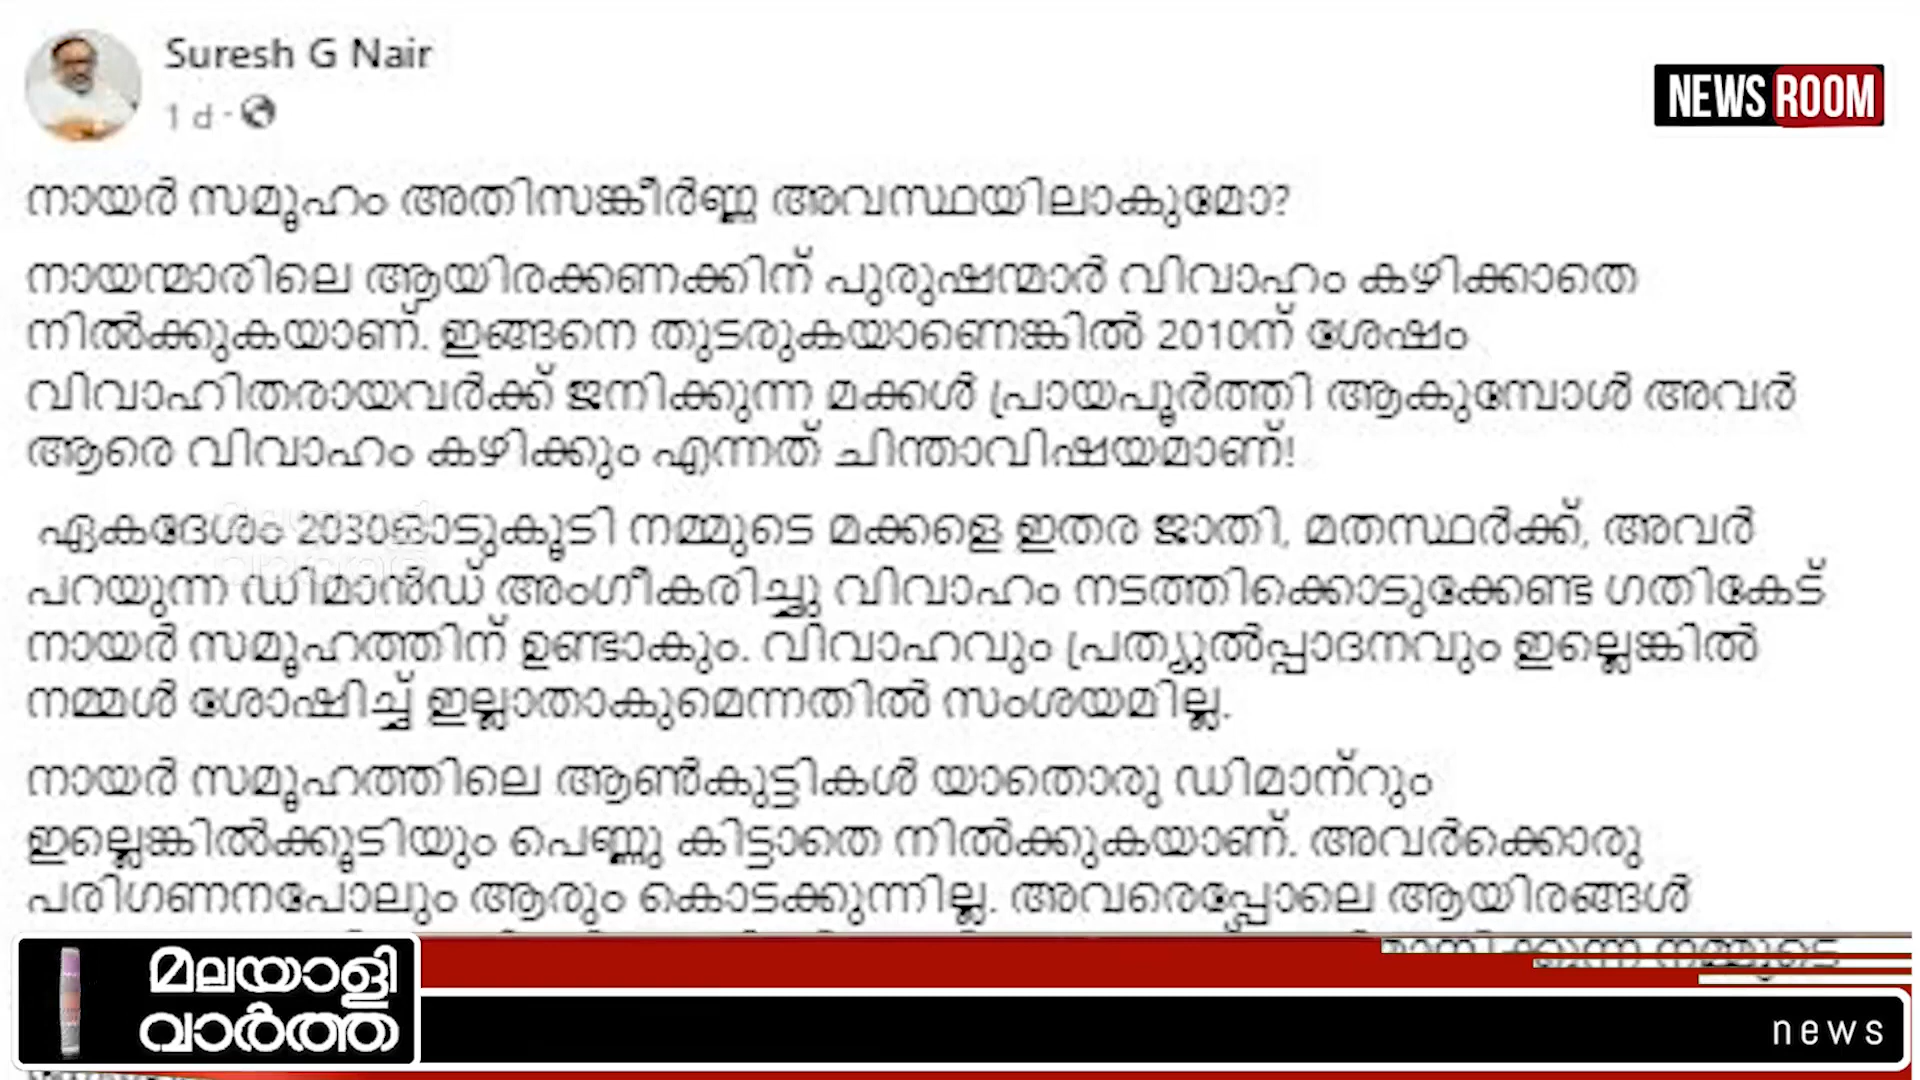 Suresh G Nair
1 d ·
NEWS ROOM
നായർ സമൂഹം അതിസങ്കീർണ്ണ അവസ്ഥയിലാകുമോ?
നായന്മാരിലെ ആയിരക്കണക്കിന് പുരുഷന്മാർ വിവാഹം കഴിക്കാതെ
നിൽക്കുകയാണ്. ഇങ്ങനെ തുടരുകയാണെങ്കിൽ 2010ന് ശേഷം
വിവാഹിതരായവർക്ക് ജനിക്കുന്ന മക്കൾ പ്രായപൂർത്തി ആകുമ്പോൾ അവർ
ആരെ വിവാഹം കഴിക്കും എന്നത് ചിന്താവിഷയമാണ്!
ഏകദേശം 2030ഓടുകൂടി നമ്മുടെ മക്കളെ ഇതര ജാതി, മതസ്ഥർക്ക്, അവർ
പറയുന്ന ഡിമാൻഡ് അംഗീകരിച്ചു വിവാഹം നടത്തിക്കൊടുക്കേണ്ട ഗതികേട്
നായർ സമൂഹത്തിന് ഉണ്ടാകും. വിവാഹവും പ്രത്യുൽപ്പാദനവും ഇല്ലെങ്കിൽ
നമ്മൾ ശോഷിച്ച് ഇല്ലാതാകുമെന്നതിൽ സംശയമില്ല.
നായർ സമൂഹത്തിലെ ആൺകുട്ടികൾ യാതൊരു ഡിമാന്റും
ഇല്ലെങ്കിൽക്കൂടിയും പെണ്ണു കിട്ടാതെ നിൽക്കുകയാണ്. അവർക്കൊരു
പരിഗണനപോലും ആരും കൊടക്കുന്നില്ല. അവരെപ്പോലെ ആയിരങ്ങൾ
മലയാളി
വാർത്ത
news